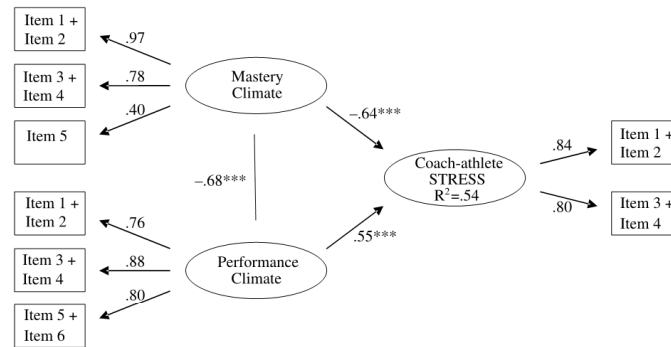 Item 1 +
Item 2
.97
Item 3 +
Item 4
.78
Item 5
.40
Mastery
Climate
–.64***
–.68***
Coach-athlete
STRESS
R²=.54
.84
Item 1 +
Item 2
.80
Item 3 +
Item 4
Item 1 +
Item 2
.76
Item 3 +
Item 4
.88
Item 5 +
Item 6
.80
Performance
Climate
.55***